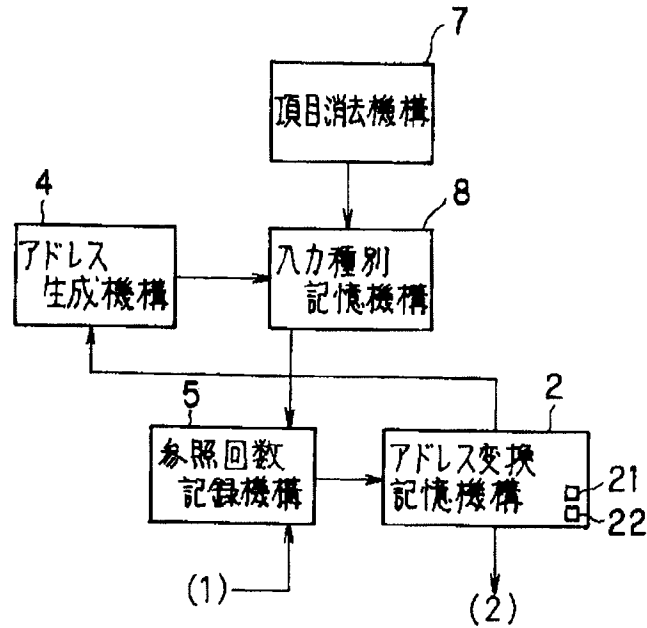 7
項目消去機構
4
8
アドレス
生成機構
入力種別
記憶機構
5
2
参照回数
記録機構
アドレス変換
記憶機構
21
22
(1)
(2)